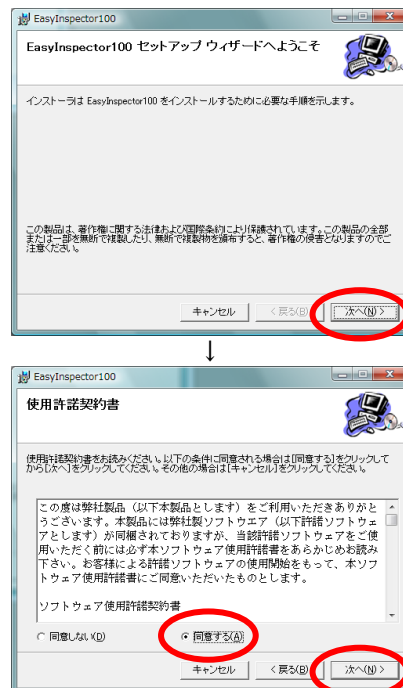 EasyInspector100
EasyInspector100 セットアップ ウィザードへようこそ
インストーラは EasyInspector100 をインストールするために必要な手順を示します。
この製品は、著作権に関する法律および国際条約により保護されています。この製品の全部
または一部を無断で複製したり、無断で複製物を頒布すると、著作権の侵害となりますのでご
注意ください。
キャンセル
< 戻る(B)
次へ(N) >
↓
EasyInspector100
使用許諾契約書
使用許諾契約書をお読みください。以下の条件に同意される場合は[同意する]をクリックして
から[次へ]をクリックしてください。その他の場合は[キャンセル]をクリックしてください。
この度は弊社製品（以下本製品とします）をご利用いただきありがと
うございます。本製品には弊社製ソフトウエア（以下許諾ソフトウェ
アとします）が同梱されておりますが、当該許諾ソフトウェアをご使
用いただく前には必ず本ソフトウェア使用許諾書をあらかじめお読み
下さい。お客様による許諾ソフトウェアの使用開始をもって、本ソフ
トウェア使用許諾書にご同意いただいたものとします。
ソフトウェア使用許諾契約書
同意しない(D)
同意する(A)
キャンセル
< 戻る(B)
次へ(N) >